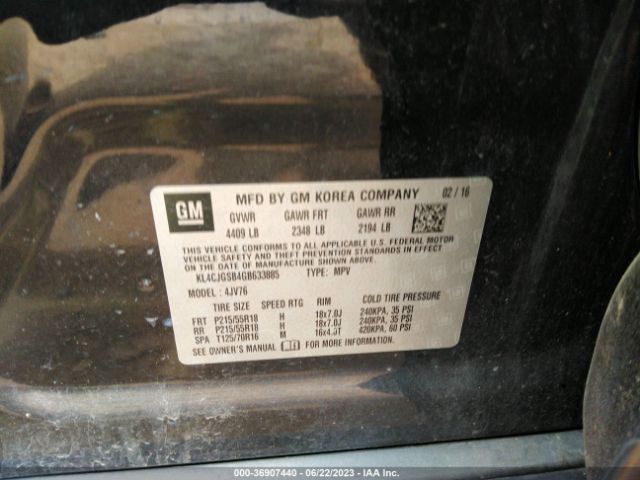 GM MFD BY GM KOREA COMPANY 02/16
GVWR GAWR FRT GAWR RR
4409 LB 2348 LB 2194 LB
THIS VEHICLE CONFORMS TO ALL APPLICABLE U.S. FEDERAL MOTOR
VEHICLE SAFETY AND THEFT PREVENTION STANDARDS IN EFFECT
ON THE DATE OF MANUFACTURE SHOWN ABOVE.
KL4CJGSB4GB633885 TYPE: MPV
MODEL: 4JV76
TIRE SIZE SPEED RTG RIM COLD TIRE PRESSURE
FRT P215/55R18 H 18x7.0J 240KPA, 35 PSI
RR P215/55R18 H 18x7.0J 240KPA, 35 PSI
SPA T125/70R16 M 16x4.0T 420KPA, 60 PSI
SEE OWNER'S MANUAL FOR MORE INFORMATION
000-36907440 - 06/22/2023 - IAA Inc.